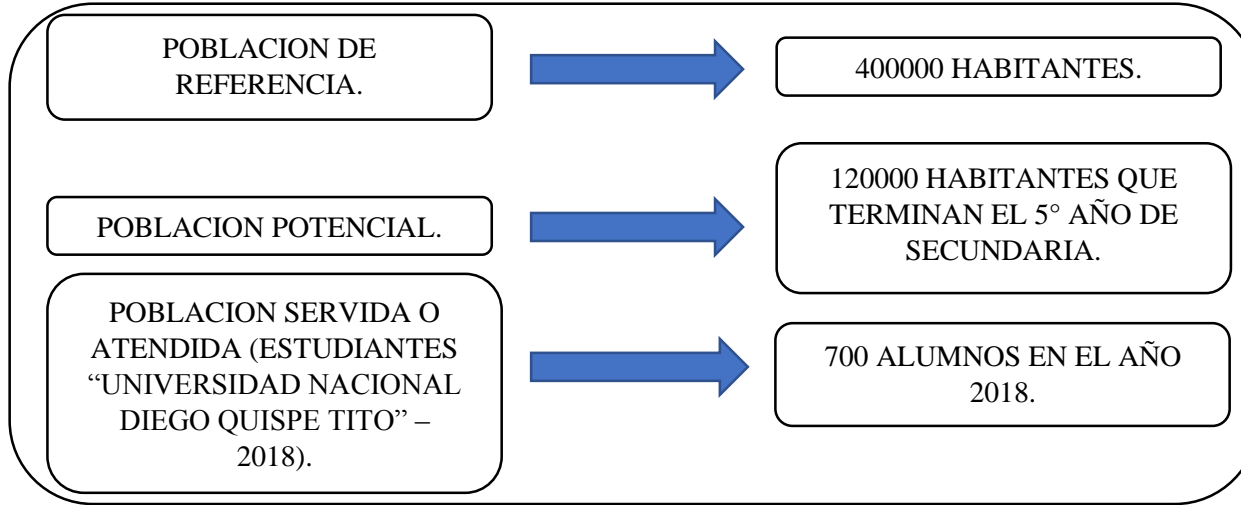 POBLACION DE
REFERENCIA.
400000 HABITANTES.
POBLACION POTENCIAL.
120000 HABITANTES QUE
TERMINAN EL 5° AÑO DE
SECUNDARIA.
POBLACION SERVIDA O
ATENDIDA (ESTUDIANTES
“UNIVERSIDAD NACIONAL
DIEGO QUISPE TITO” –
2018).
700 ALUMNOS EN EL AÑO
2018.